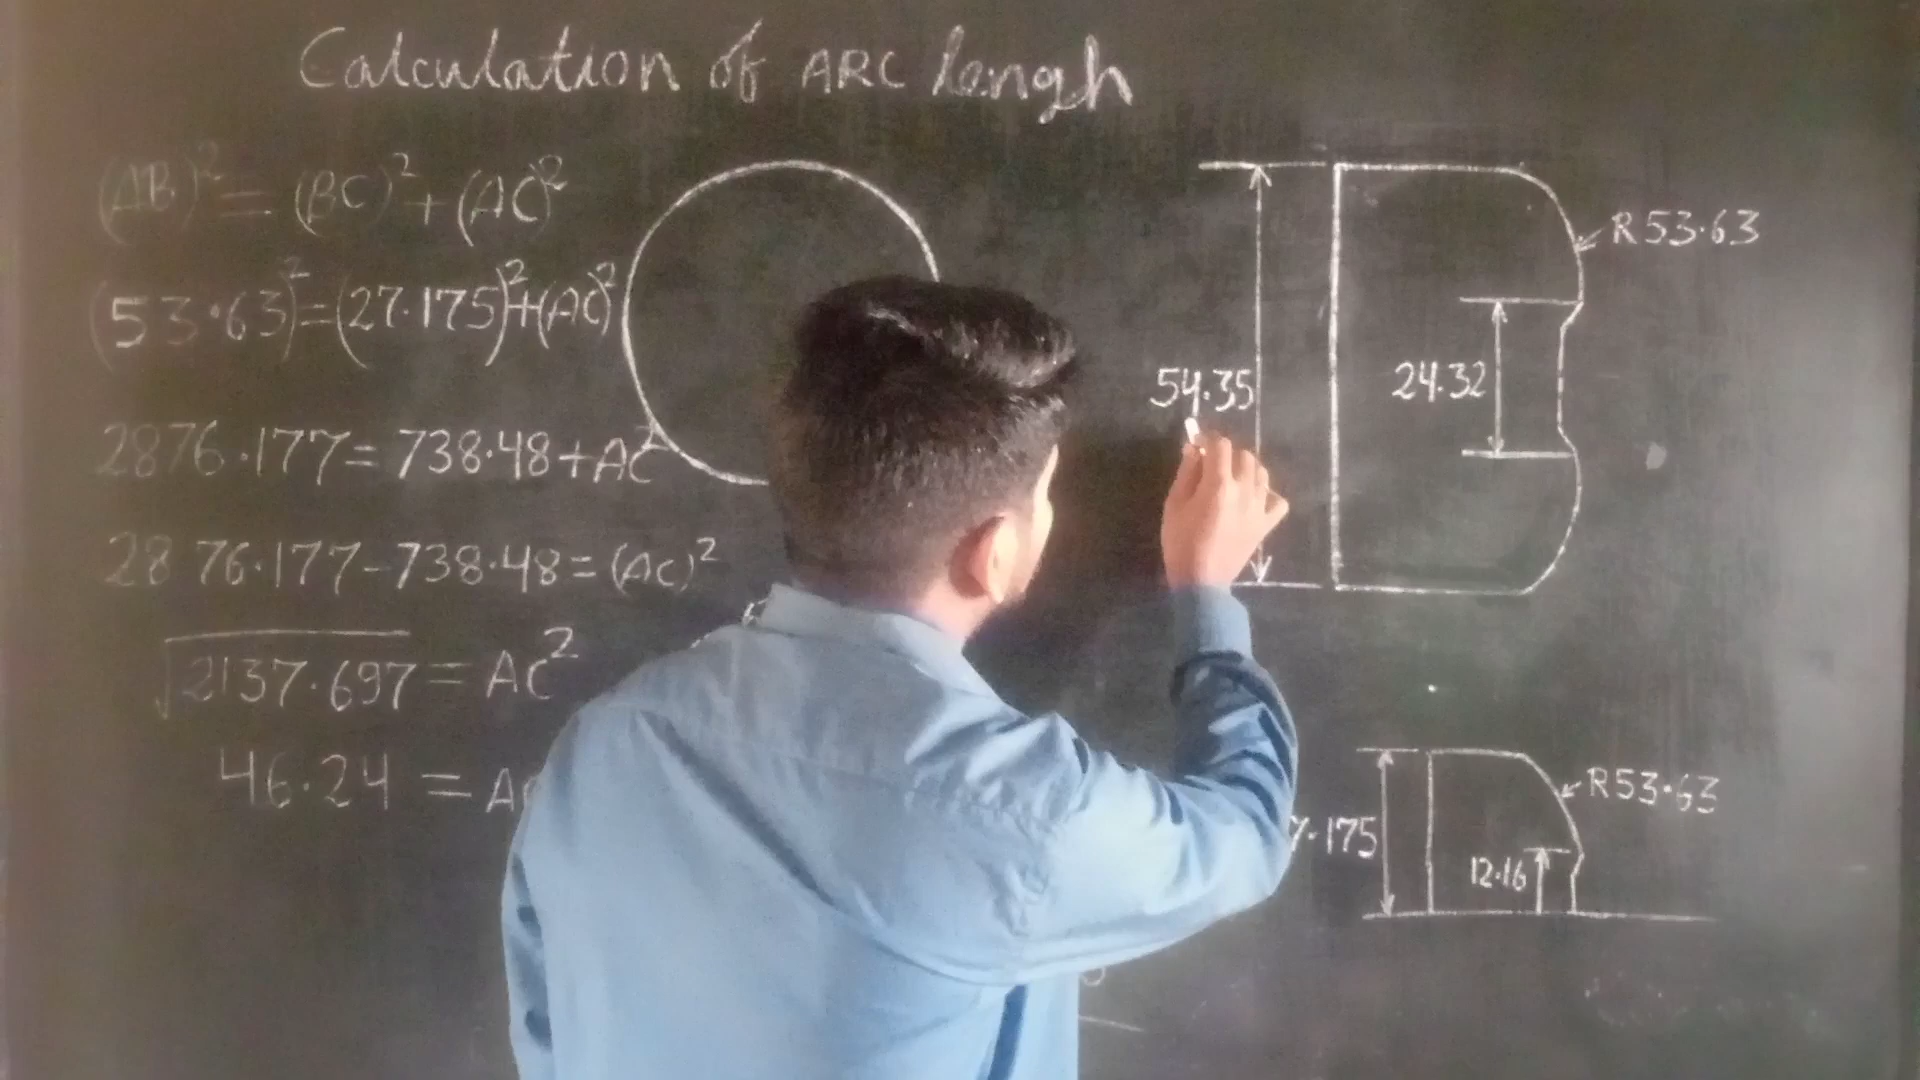 Calculation of ARC lengh
(AB)² = (BC)² + (AC)²
(53.63)² = (27.175)² + (AC)²
2876.177 = 738.48 + AC²
2876.177 - 738.48 = (AC)²
√2137.697 = AC²
46.24 = A
R53.63
54.35
24.32
R53.63
7.175
12.16